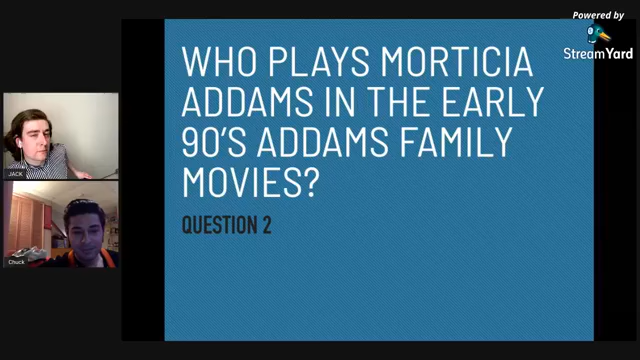 Powered by
StreamYard
WHO PLAYS MORTICIA
ADDAMS IN THE EARLY
90'S ADDAMS FAMILY
MOVIES?
QUESTION 2
JACK
Chuck